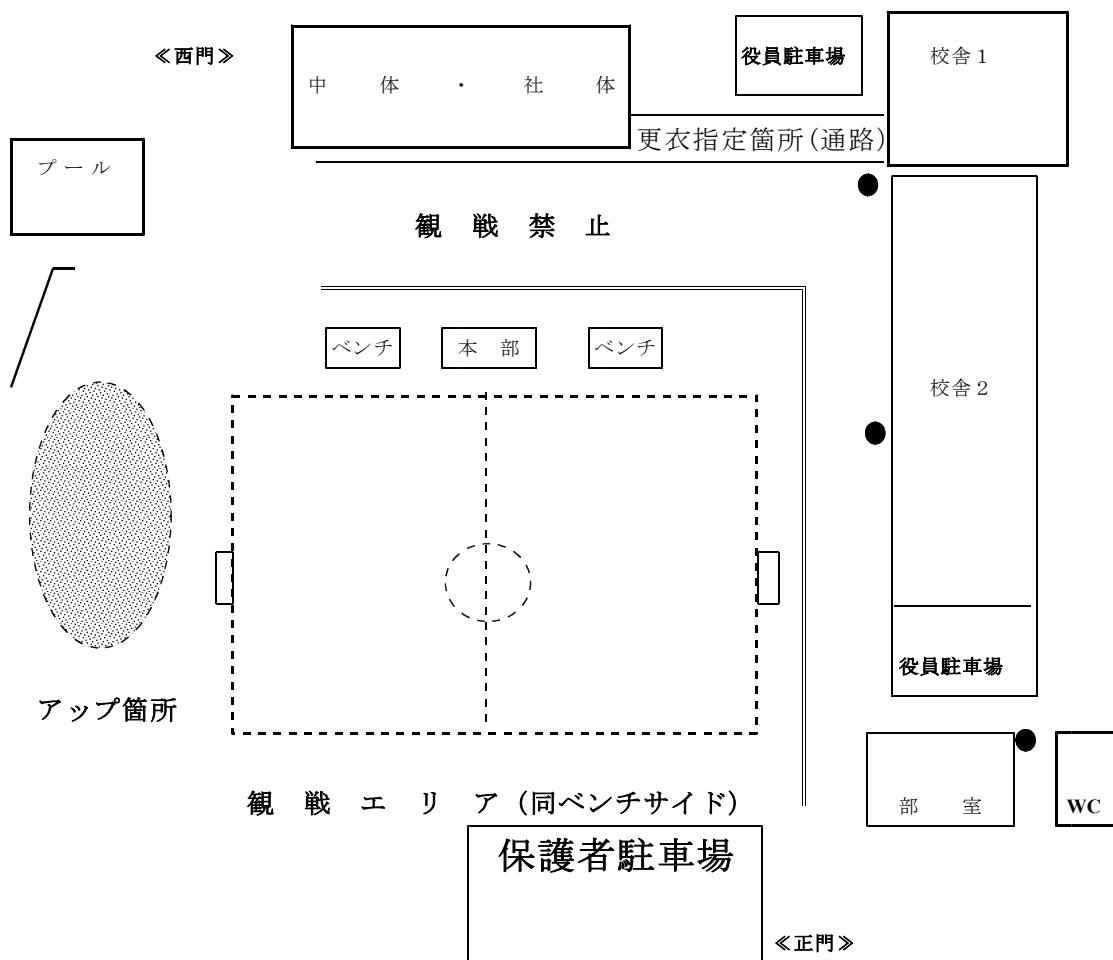 ≪西門≫
中　体　・　社　体
役員駐車場
校舎１
更衣指定箇所(通路)
プール
観　戦　禁　止
ベンチ
本　部
ベンチ
校舎２
役員駐車場
アップ箇所
観　戦　エ　リ　ア（同ベンチサイド）
部　室
WC
保護者駐車場
≪正門≫